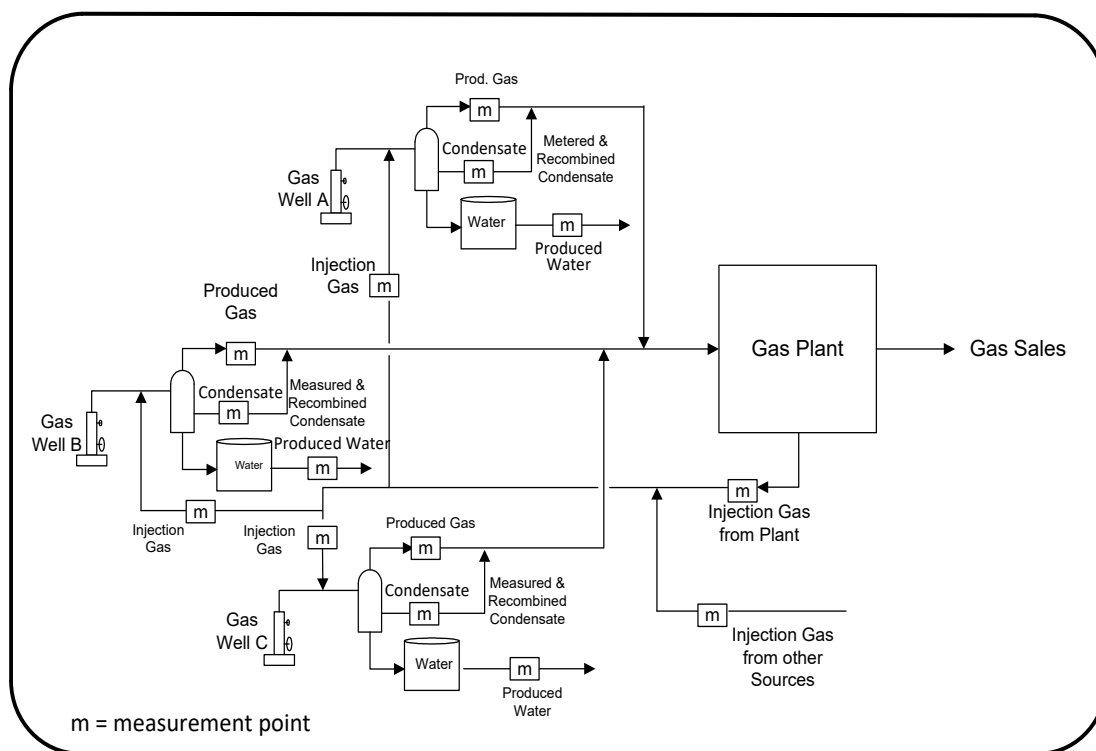 Prod. Gas
m
Condensate
m
Metered &
Recombined
Condensate
Gas
Well A
Water
m
Produced
Water
Injection
Gas
m
Produced
Gas
m
Gas Plant
Gas Sales
Condensate
m
Measured &
Recombined
Condensate
Gas
Well B
Produced Water
Water
m
m
Injection Gas
from Plant
m
Injection
Gas
Injection
Gas
m
Produced Gas
m
Condensate
m
Measured &
Recombined
Condensate
Gas
Well C
m
Injection Gas
from other
Sources
Water
m
Produced
Water
m = measurement point